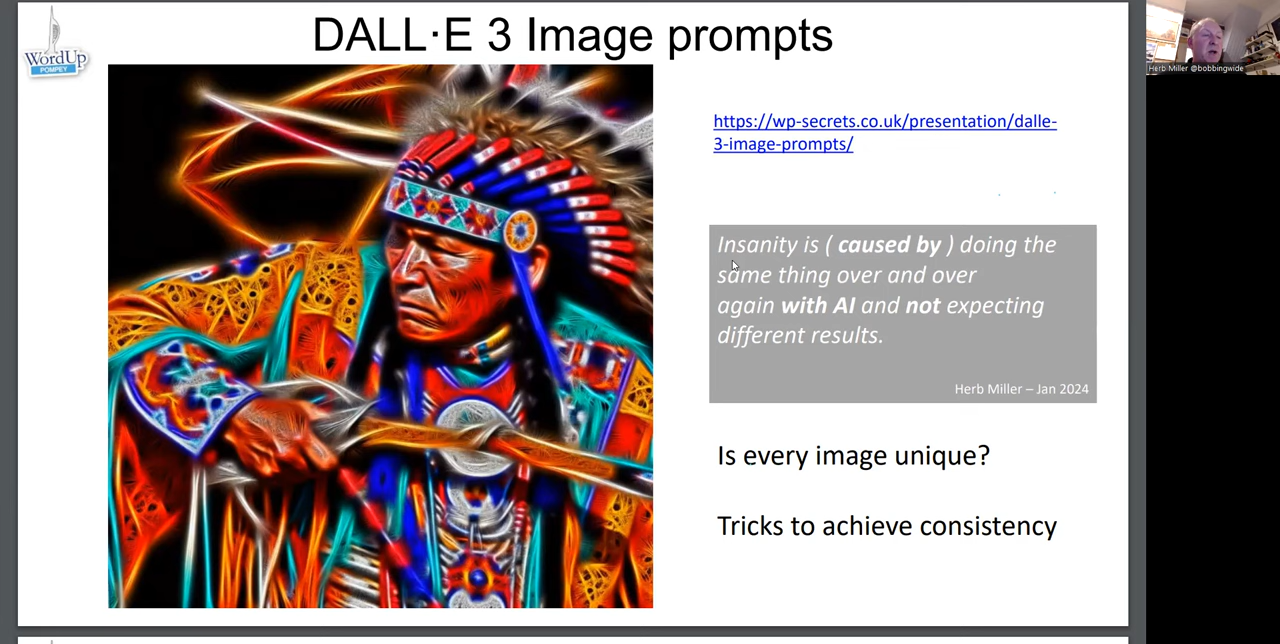 DALL·E 3 Image prompts
WordUp
POMPEY
Herb Miller @bobbingwide
https://wp-secrets.co.uk/presentation/dalle-
3-image-prompts/
Insanity is ( caused by ) doing the
same thing over and over
again with AI and not expecting
different results.
Herb Miller – Jan 2024
Is every image unique?
Tricks to achieve consistency